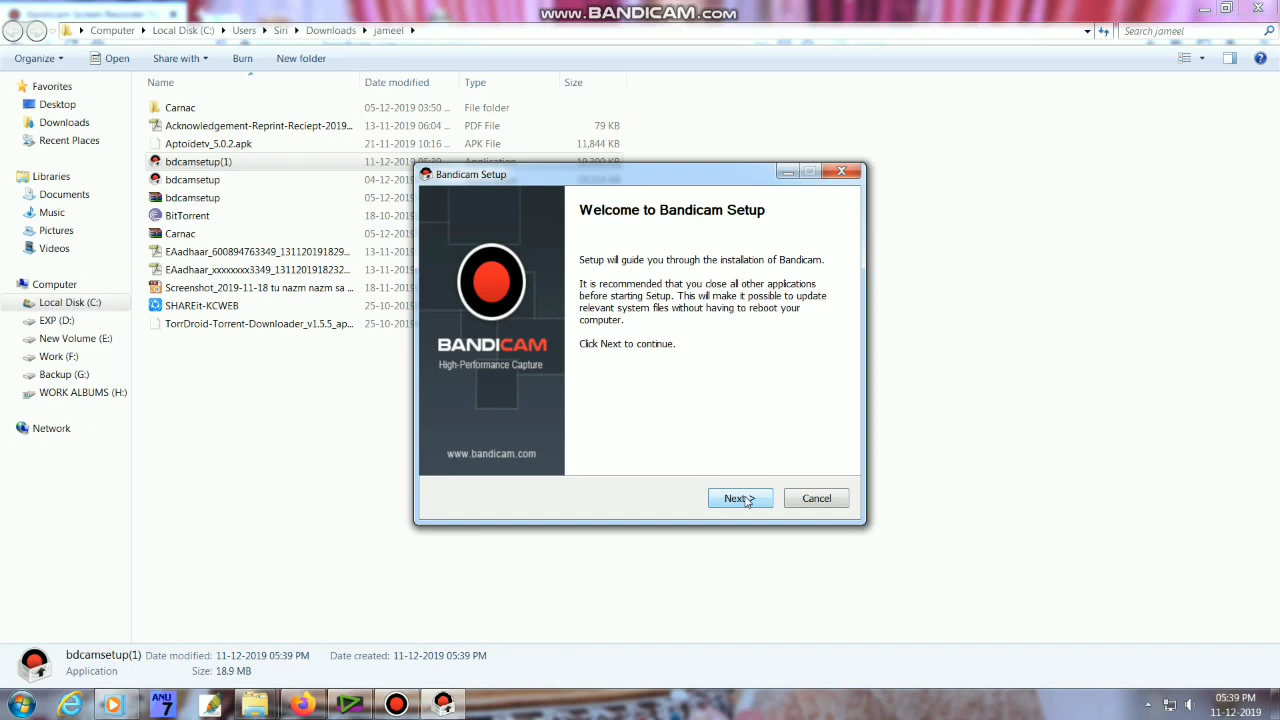 www.BANDICAM.com
Computer Local Disk (C:) Users Siri Downloads jameel
Search jameel
Organize Open Share with Burn New folder
Name Date modified Type Size
Favorites
Desktop
Downloads
Recent Places
Libraries
Documents
Music
Pictures
Videos
Computer
Local Disk (C:)
EXP (D:)
New Volume (E:)
Work (F:)
Backup (G:)
WORK ALBUMS (H:)
Network
Carnac 05-12-2019 03:50 ... File folder
Acknowledgement-Reprint-Reciept-2019... 13-11-2019 06:04 ... PDF File 79 KB
Aptoidetv_5.0.2.apk 21-11-2019 10:16 ... APK File 11,844 KB
bdcamsetup(1) 11-12-2019
bdcamsetup 04-12-2019
bdcamsetup 05-12-2019
BitTorrent 18-10-2019
Carnac 05-12-2019
EAadhaar_600894763349_131120191829... 13-11-2019
EAadhaar_xxxxxxxx3349_1311201918232... 13-11-2019
Screenshot_2019-11-18 tu nazm nazm sa ... 18-11-2019
SHAREit-KCWEB 25-10-2019
TorrDroid-Torrent-Downloader_v1.5.5_ap... 25-10-2019
Bandicam Setup
BANDICAM
High-Performance Capture
www.bandicam.com
Welcome to Bandicam Setup
Setup will guide you through the installation of Bandicam.
It is recommended that you close all other applications
before starting Setup. This will make it possible to update
relevant system files without having to reboot your
computer.
Click Next to continue.
Next > Cancel
bdcamsetup(1) Date modified: 11-12-2019 05:39 PM Date created: 11-12-2019 05:39 PM
Application Size: 18.9 MB
ANU
7
05:39 PM
11-12-2019